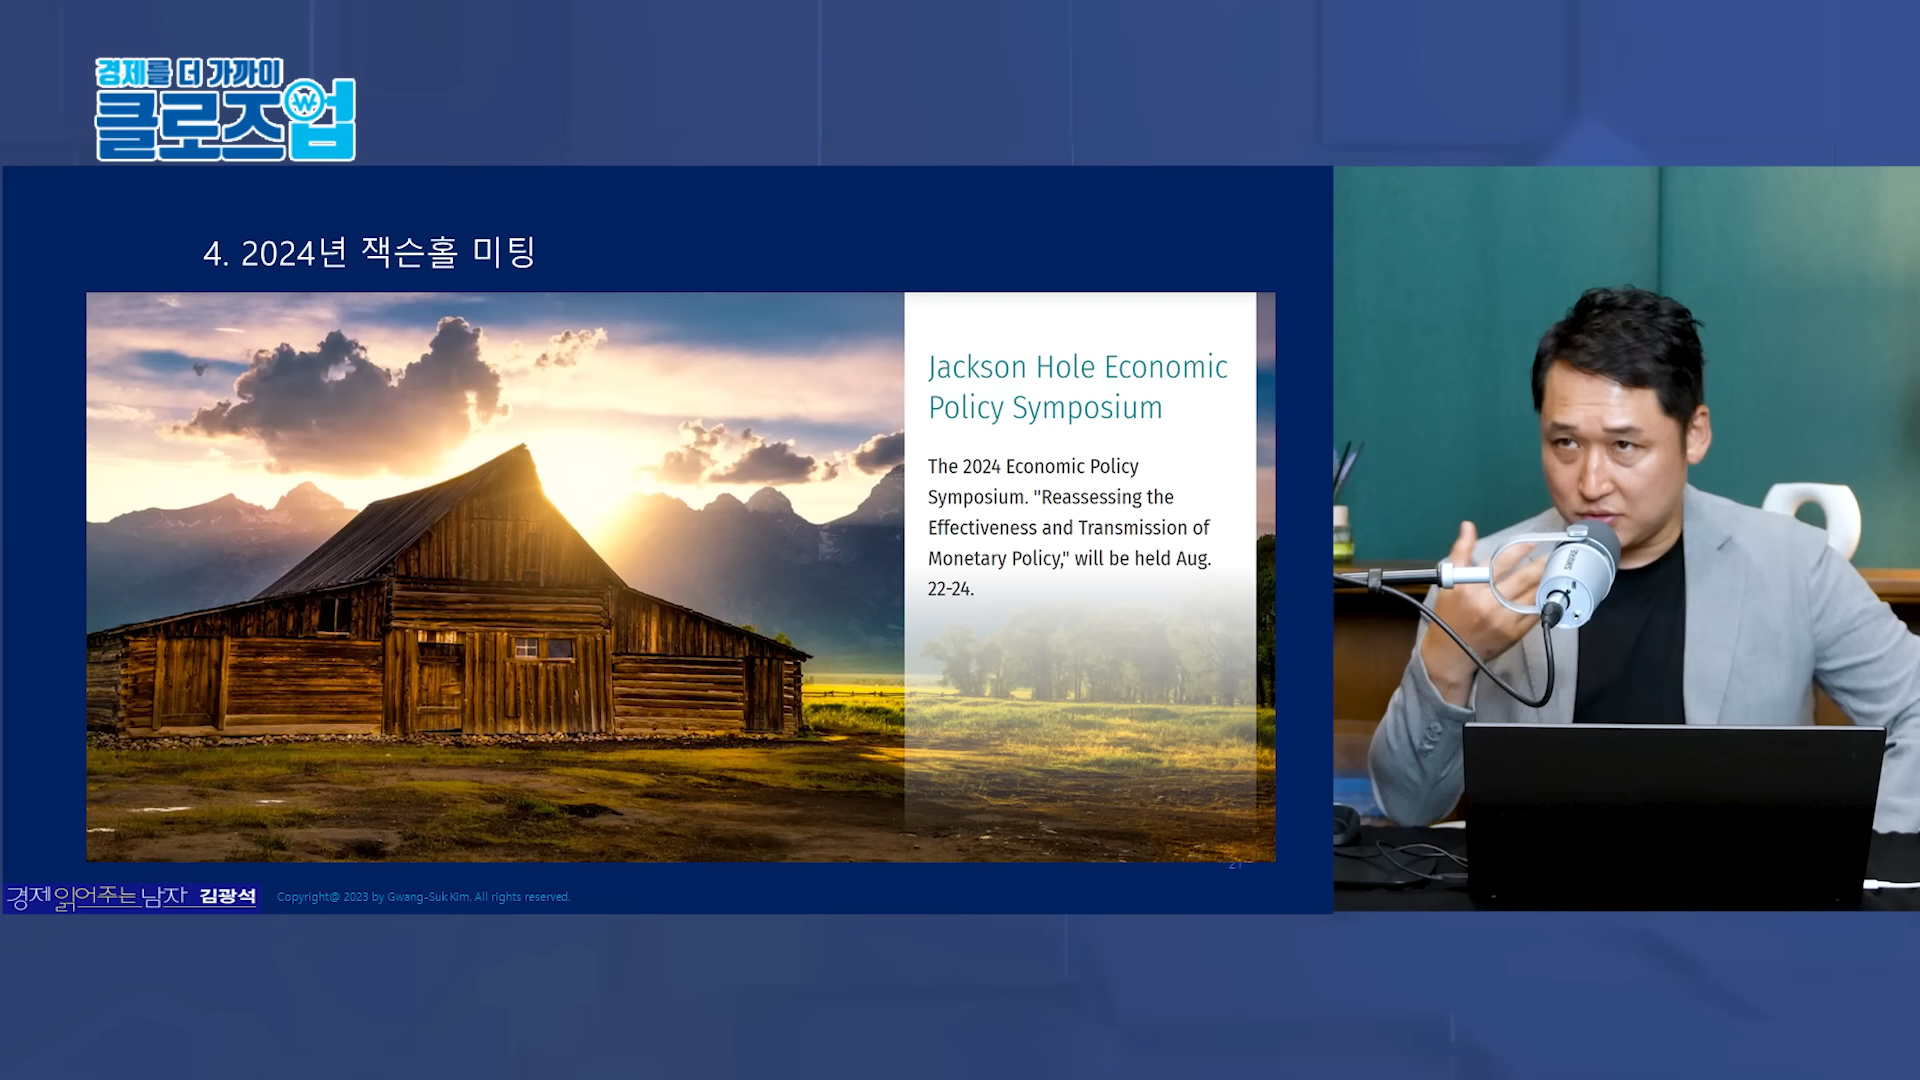 경제를 더 가까이
클로즈업
4. 2024년 잭슨홀 미팅
Jackson Hole Economic
Policy Symposium
The 2024 Economic Policy
Symposium. "Reassessing the
Effectiveness and Transmission of
Monetary Policy," will be held Aug.
22-24.
SHURE
21
경제읽어주는남자 김광석
Copyright@ 2023 by Gwang-Suk Kim. All rights reserved.